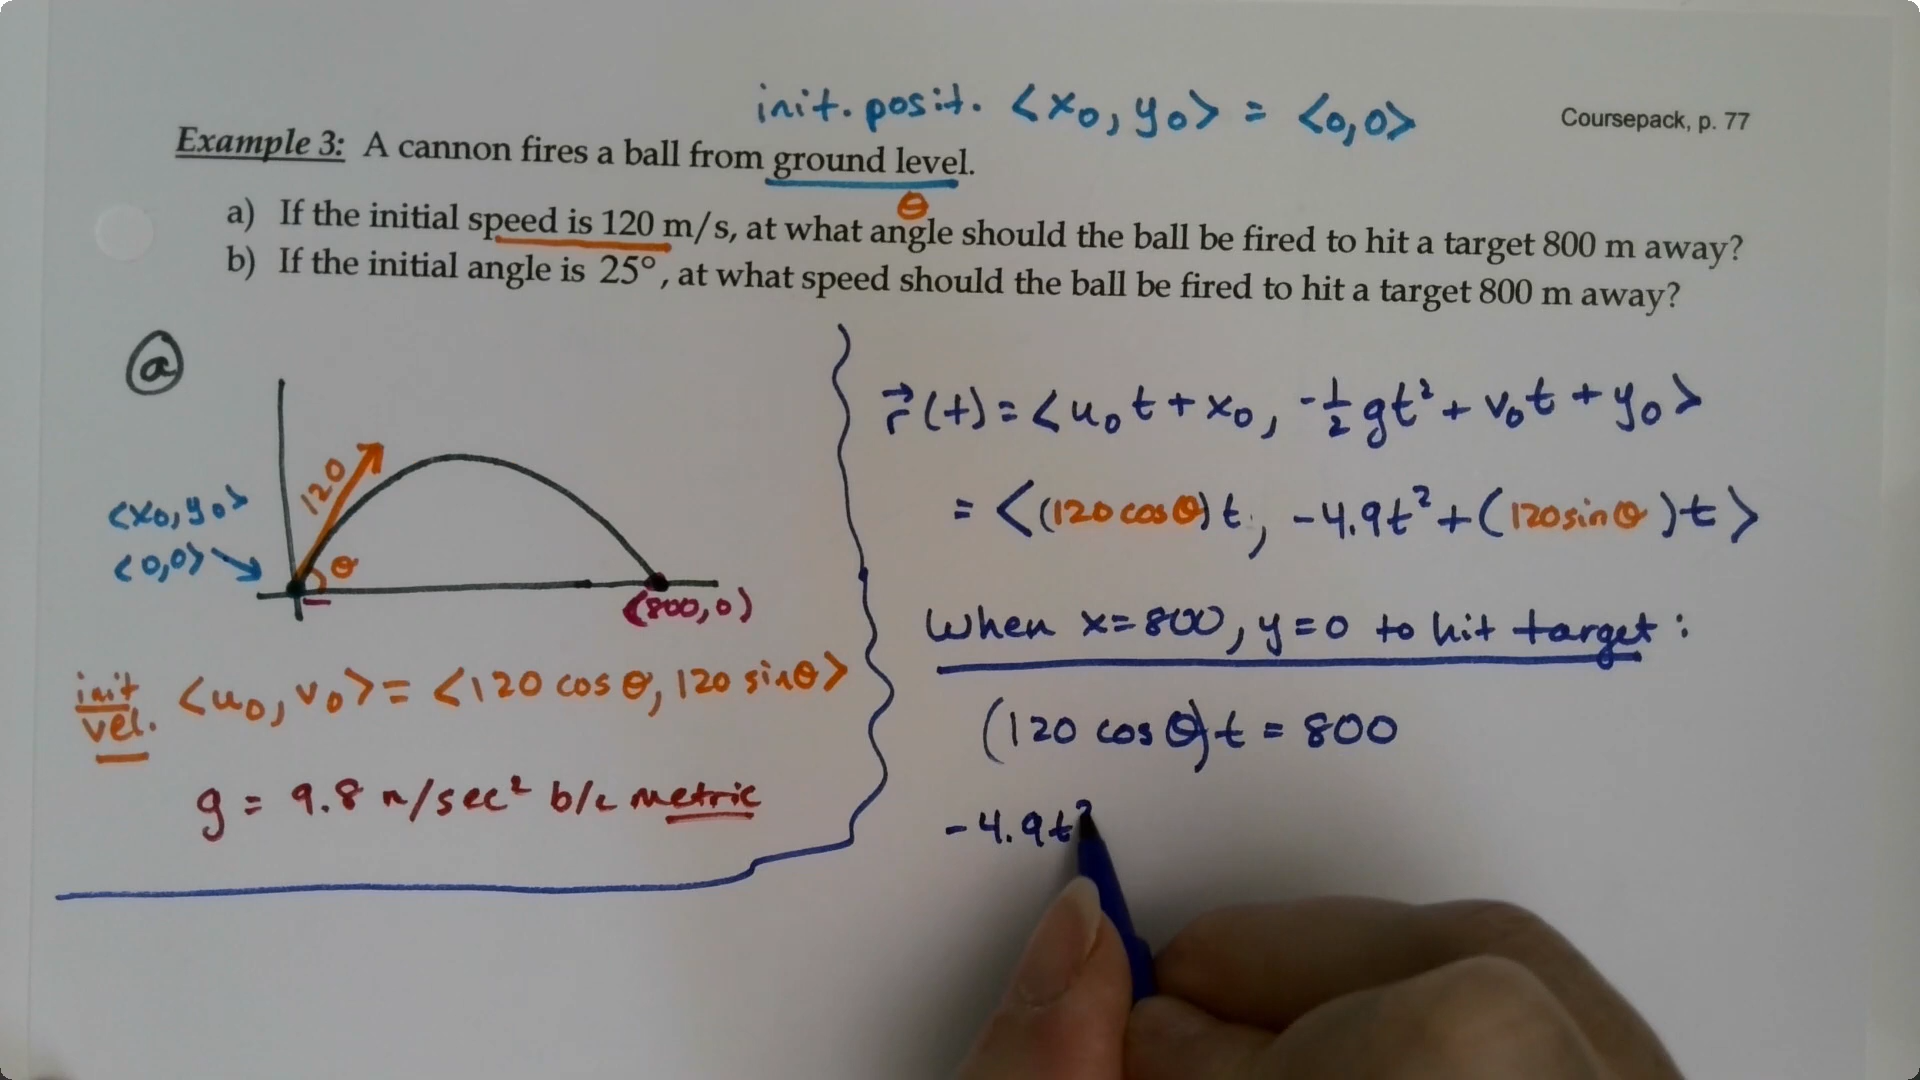 init. posit. <x₀, y₀> = <0,0>
Coursepack, p. 77
Example 3: A cannon fires a ball from ground level.
θ
a) If the initial speed is 120 m/s, at what angle should the ball be fired to hit a target 800 m away?
b) If the initial angle is 25°, at what speed should the ball be fired to hit a target 800 m away?
a
120
<x₀, y₀>
<0,0>
θ
(800,0)
init vel. <u₀, v₀> = <120 cos θ, 120 sin θ>
g = 9.8 m/sec² b/c metric
r⃗(t) = <u₀t + x₀, -½gt² + v₀t + y₀>
= <(120 cos θ)t, -4.9t² + (120 sin θ)t>
When x=800, y=0 to hit target:
(120 cos θ)t = 800
-4.9t²